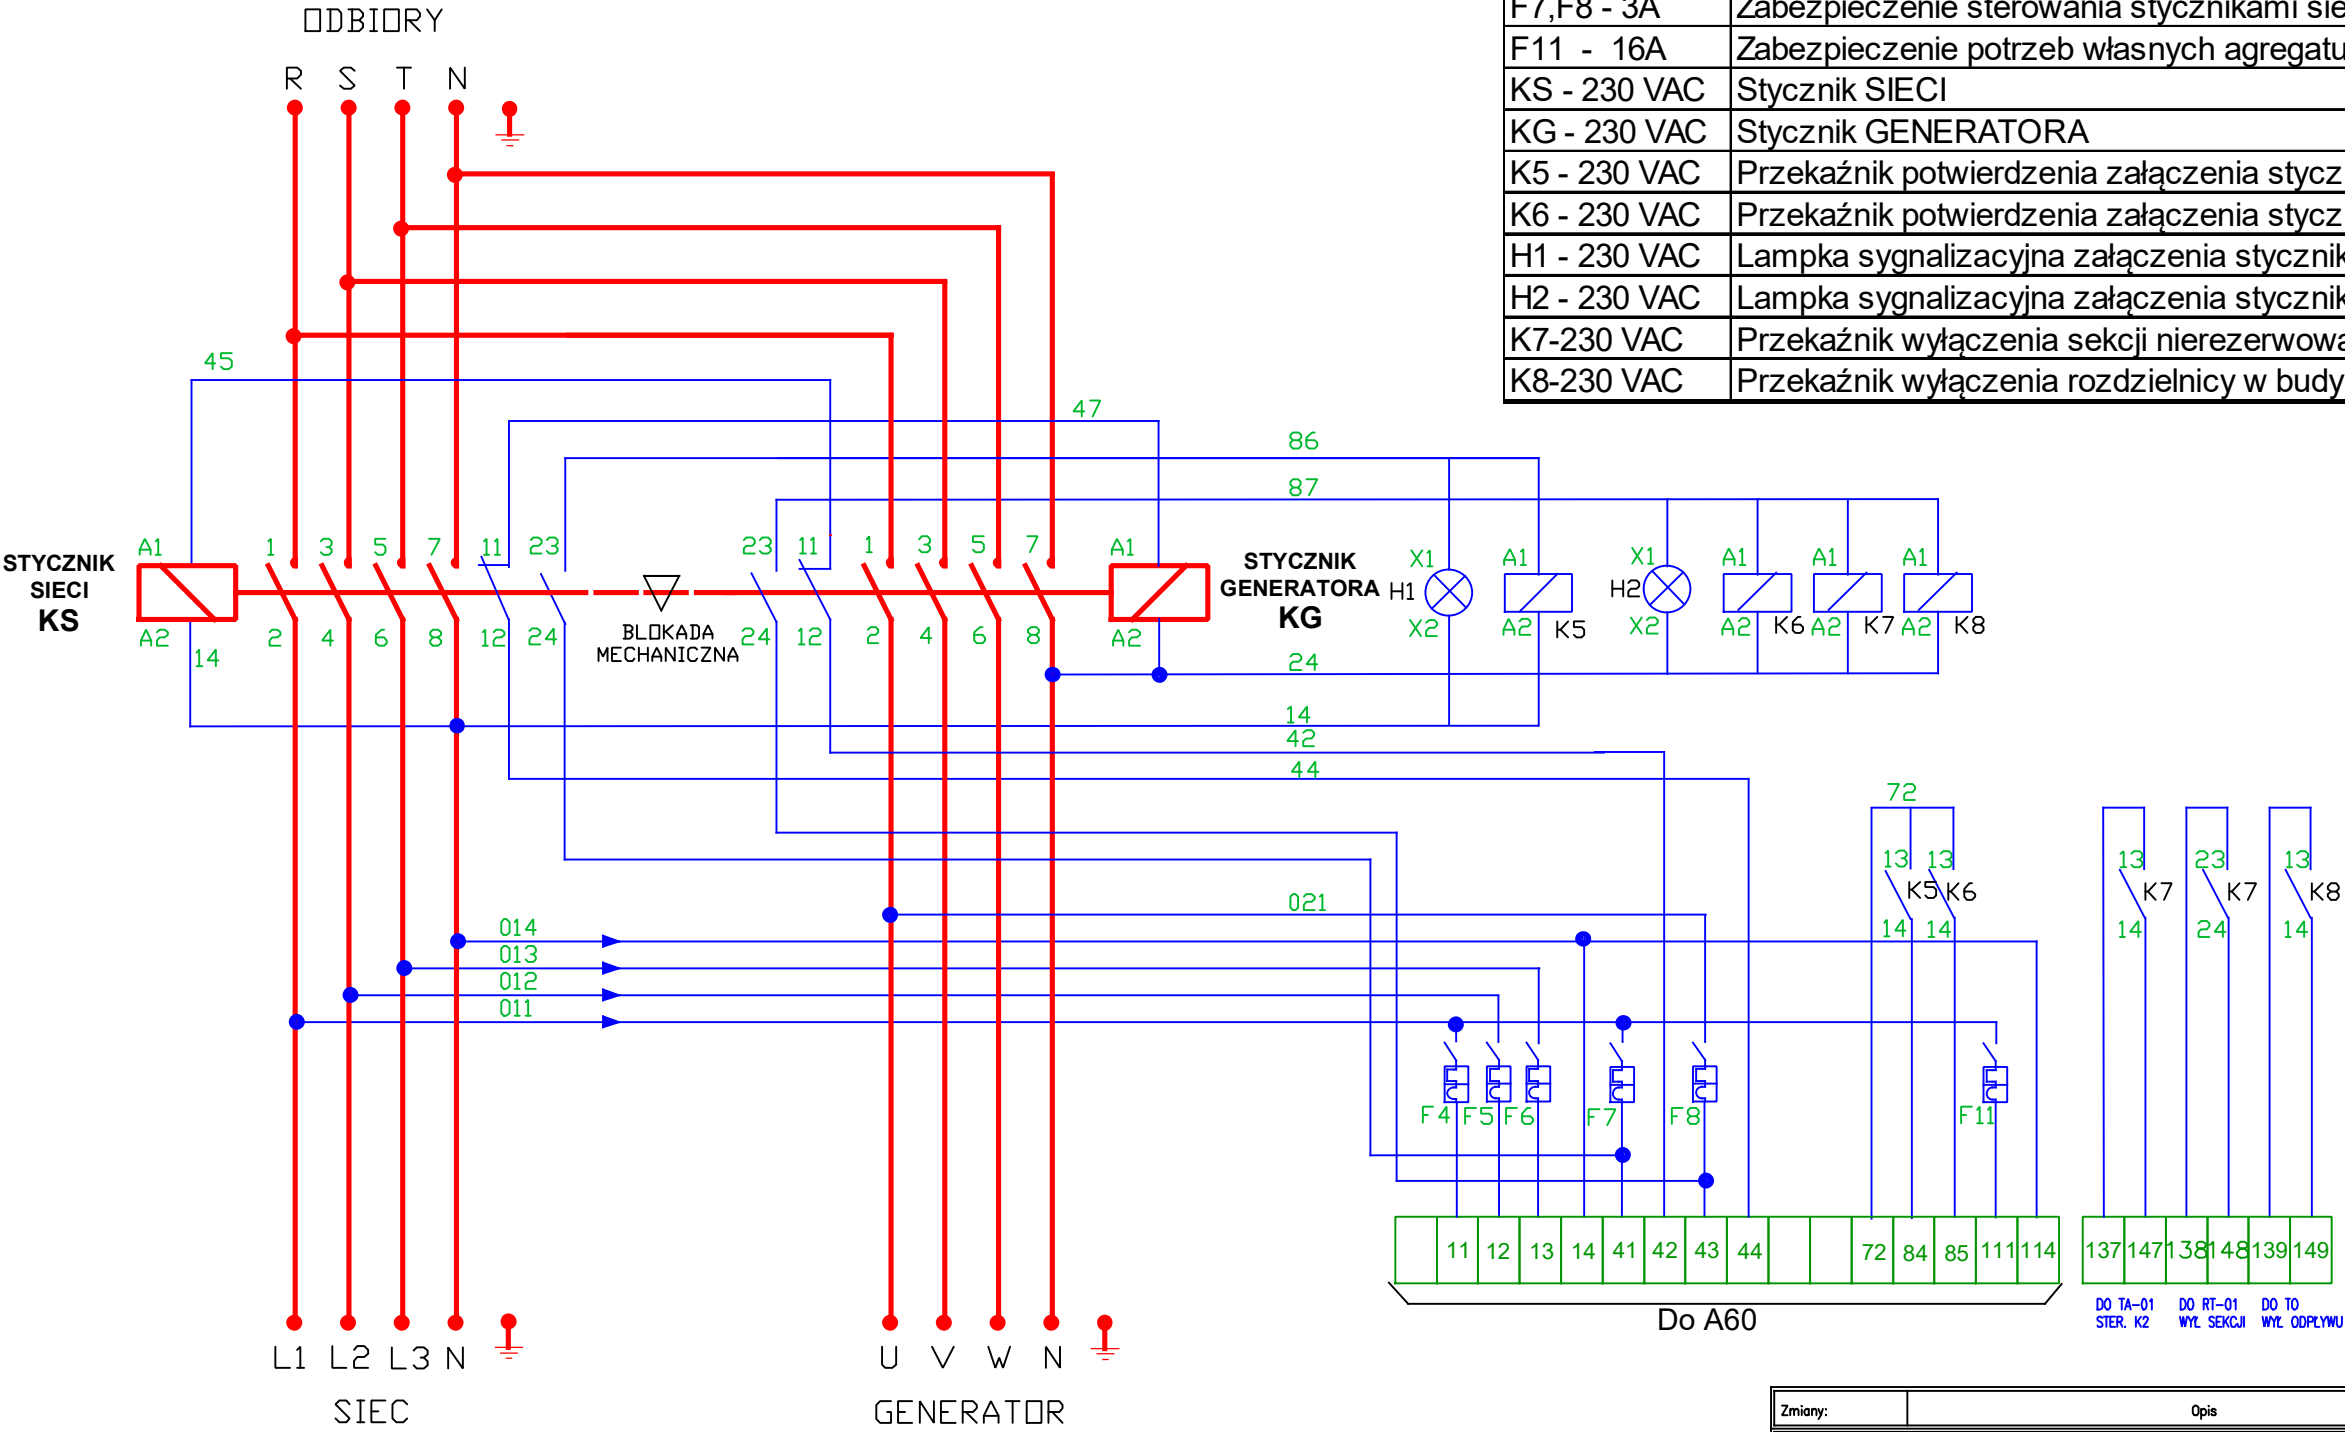 ODBIORY
R S T N
F7,F8 - 3A Zabezpieczenie sterowania stycznikami
F11 - 16A Zabezpieczenie potrzeb własnych agregatu
KS - 230 VAC Stycznik SIECI
KG - 230 VAC Stycznik GENERATORA
K5 - 230 VAC Przekaźnik potwierdzenia załączenia
K6 - 230 VAC Przekaźnik potwierdzenia załączenia
H1 - 230 VAC Lampka sygnalizacyjna załączenia
H2 - 230 VAC Lampka sygnalizacyjna załączenia
K7-230 VAC Przekaźnik wyłączenia sekcji
K8-230 VAC Przekaźnik wyłączenia rozdzielnicy w
45
47
86
87
STYCZNIK
SIECI
KS
A1 1 3 5 7 11 23 23 11 1 3 5 7 A1
A2 2 4 6 8 12 24 24 12 2 4 6 8 A2
14
BLOKADA
MECHANICZNA
STYCZNIK
GENERATORA
KG
X1 A1 X1 A1 A1 A1
H1 H2
X2 A2 K5 X2 A2 K6 A2 K7 A2 K8
24
14
42
44
72
13 13 13 23 13
K5 K6 K7 K7 K8
14 14 14 24 14
021
014
013
012
011
F4 F5 F6 F7 F8 F11
11 12 13 14 41 42 43 44 72 84 85 111 114 137 147 138 148 139 149
Do A60
DO TA-01
STER. K2
DO RT-01
WYŁ SEKCJI
DO TO
WYŁ ODPŁYWU
L1 L2 L3 N
SIEC
U V W N
GENERATOR
Zmiany: Opis